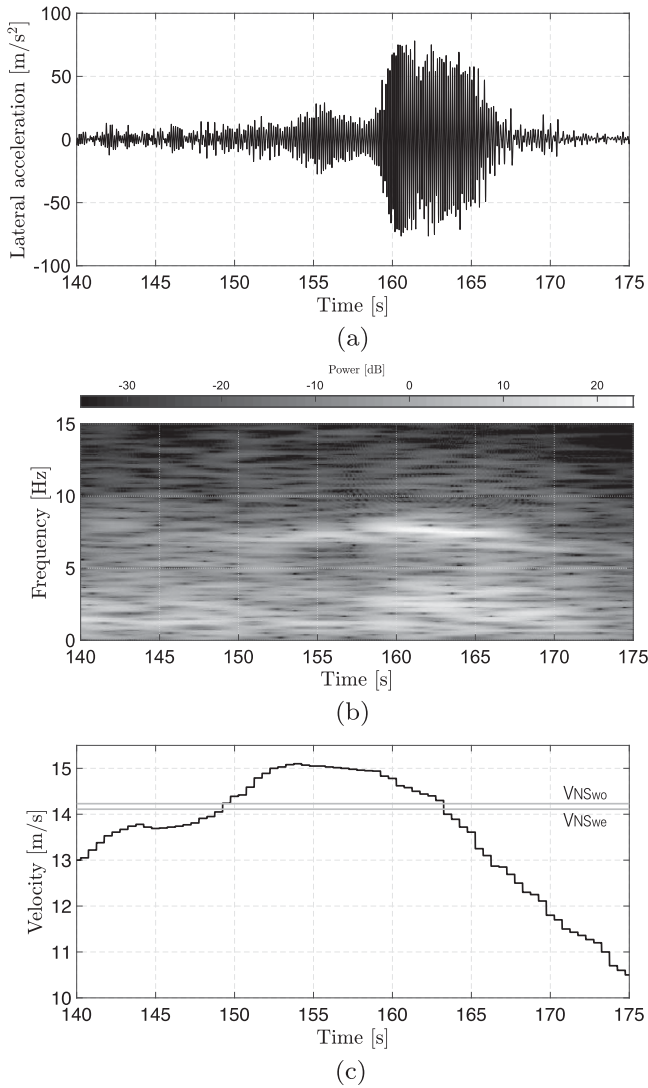 100
50
0
-50
-100
Lateral acceleration [m/s²]
140 145 150 155 160 165 170 175
Time [s]
(a)
Power [dB]
-30 -20 -10 0 10 20
15
10
5
0
Frequency [Hz]
140 145 150 155 160 165 170 175
Time [s]
(b)
15
14
13
12
11
10
Velocity [m/s]
VNSwo
VNSwe
140 145 150 155 160 165 170 175
Time [s]
(c)